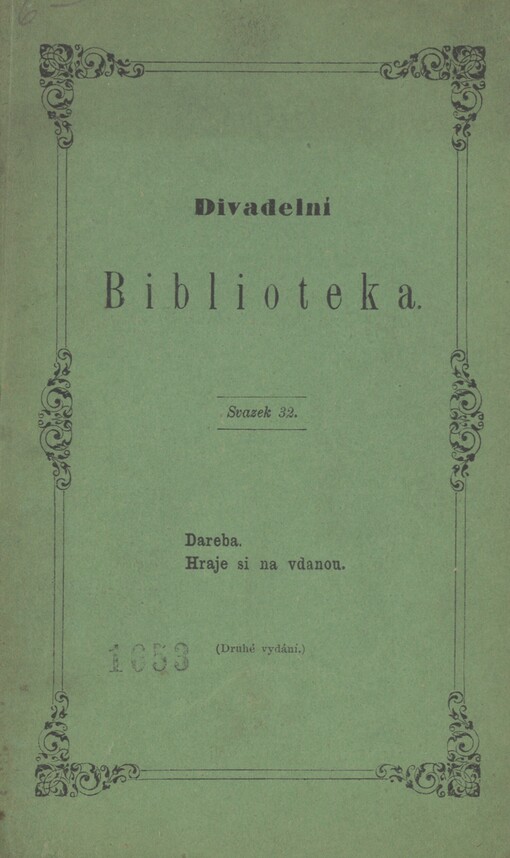 Divadelní
Biblioteka.
Svazek 32.
Dareba.
Hraje si na vdanou.
(Druhé vydání.)
1653